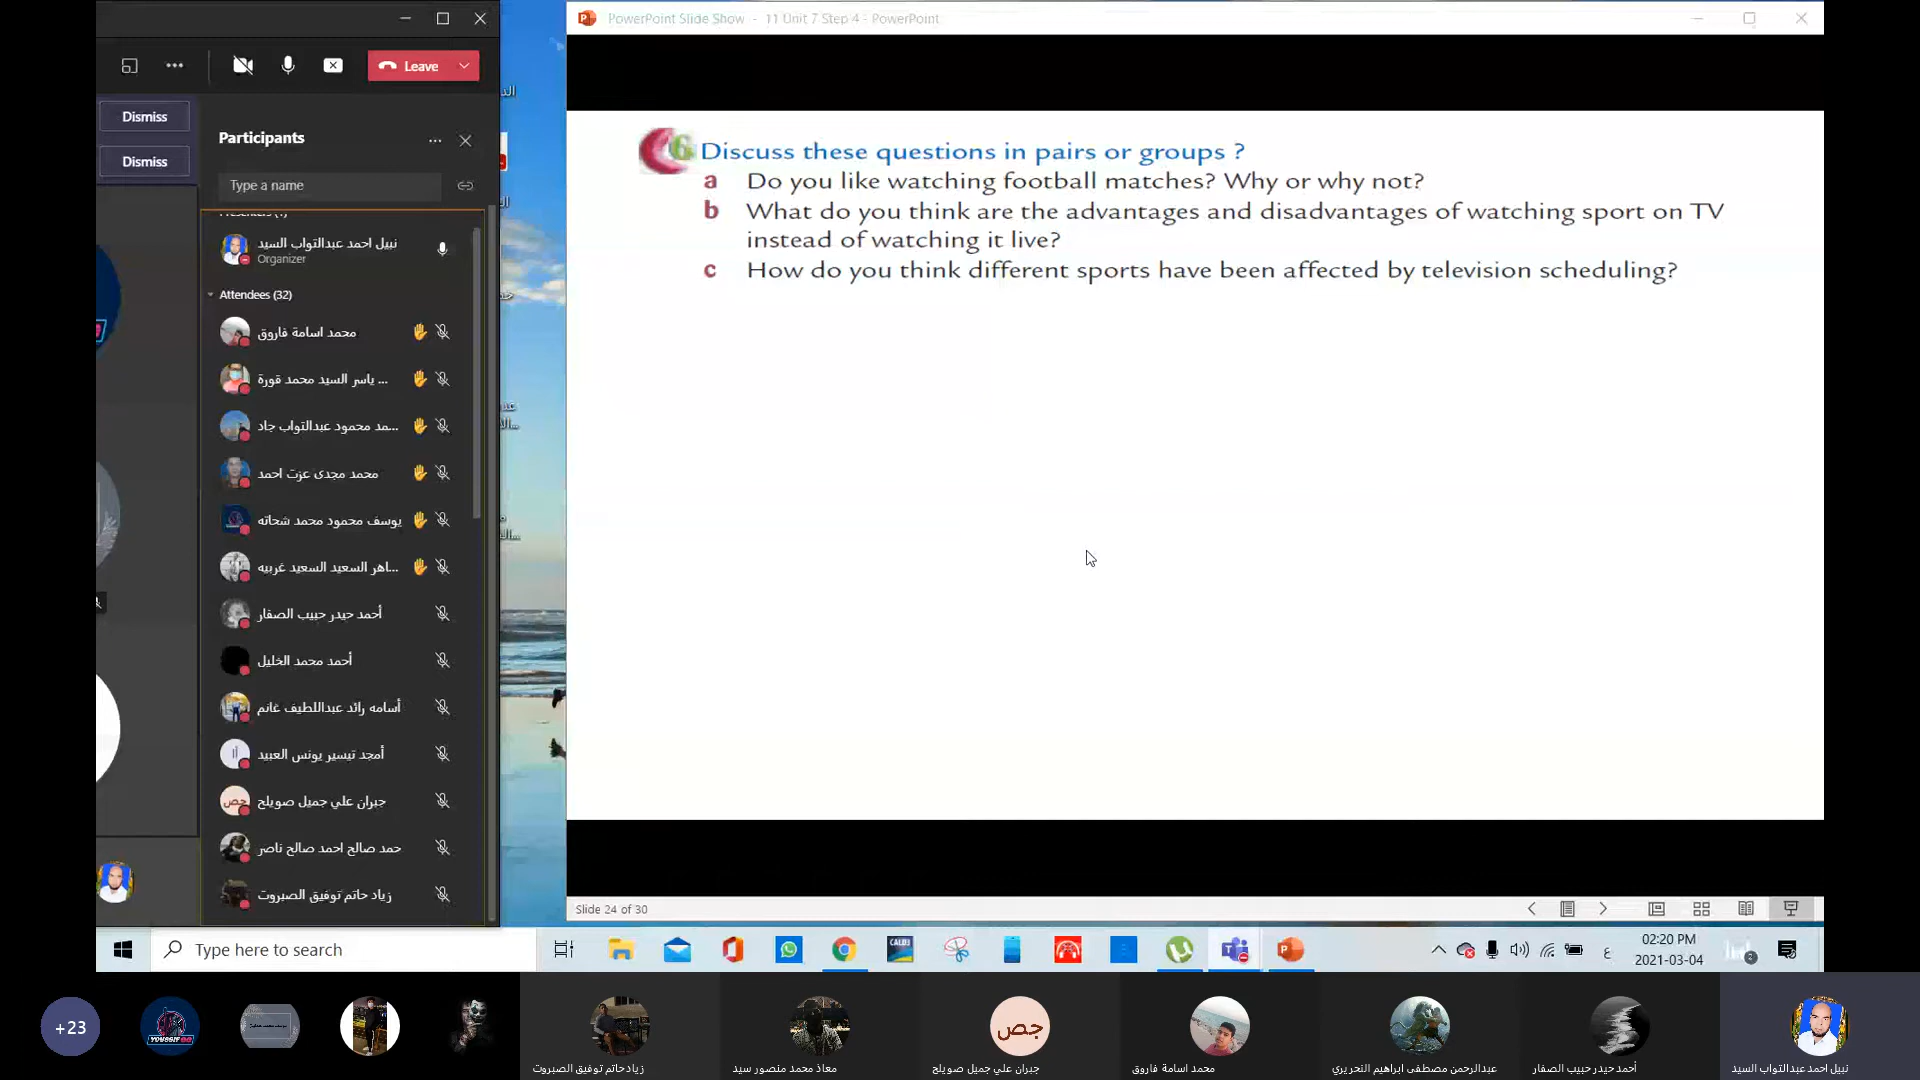 PowerPoint Slide Show - 11 Unit 7 Step 4 - PowerPoint
Leave
Dismiss
Dismiss
Participants
Type a name
نبيل احمد عبدالتواب السيد
Organizer
Attendees (32)
محمد اسامة فاروق
ياسر السيد محمد قورة ...
...مد محمود عبدالتواب جاد
محمد مجدى عزت احمد
يوسف محمود محمد شحاته
...اهر السعيد السعيد غربيه
أحمد حيدر حبيب الصفار
أحمد محمد الخليل
أسامه رائد عبداللطيف غانم
أمجد تيسير يونس العبيد
جبران علي جميل صويلح
حمد صالح احمد صالح ناصر
زياد حاتم توفيق الصبروت
6 Discuss these questions in pairs or groups ?
a Do you like watching football matches? Why or why not?
b What do you think are the advantages and disadvantages of watching sport on TV
instead of watching it live?
c How do you think different sports have been affected by television scheduling?
Slide 24 of 30
Type here to search
02:20 PM
2021-03-04
+23
جص
زياد حاتم توفيق الصبروت
معاذ محمد منصور سيد
جبران علي جميل صويلح
محمد اسامة فاروق
عبدالرحمن مصطفى ابراهيم التحريري
أحمد حيدر حبيب الصفار
نبيل احمد عبدالتواب السيد